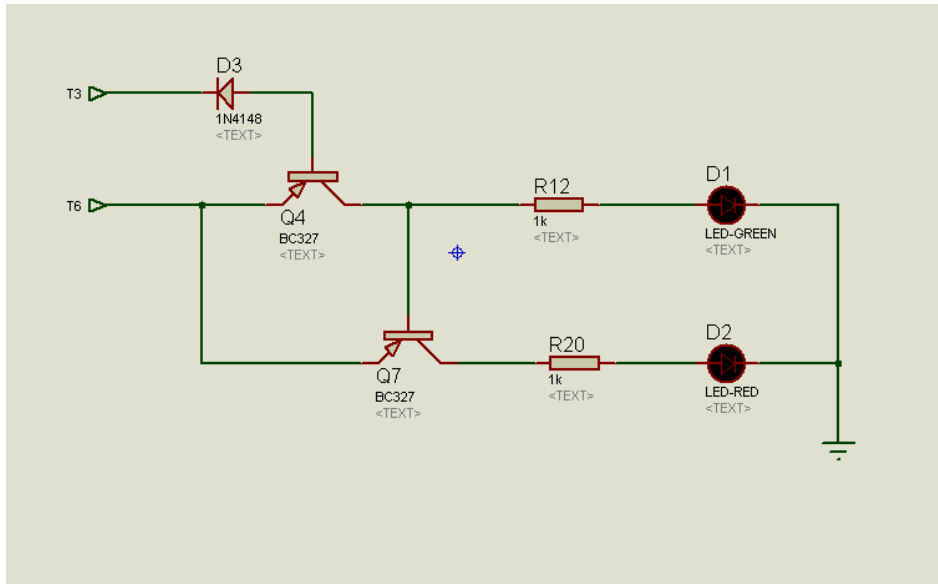 D3
T3
1N4148
<TEXT>
T6
Q4
BC327
<TEXT>
R12
1k
<TEXT>
D1
LED-GREEN
<TEXT>
Q7
BC327
<TEXT>
R20
1k
<TEXT>
D2
LED-RED
<TEXT>